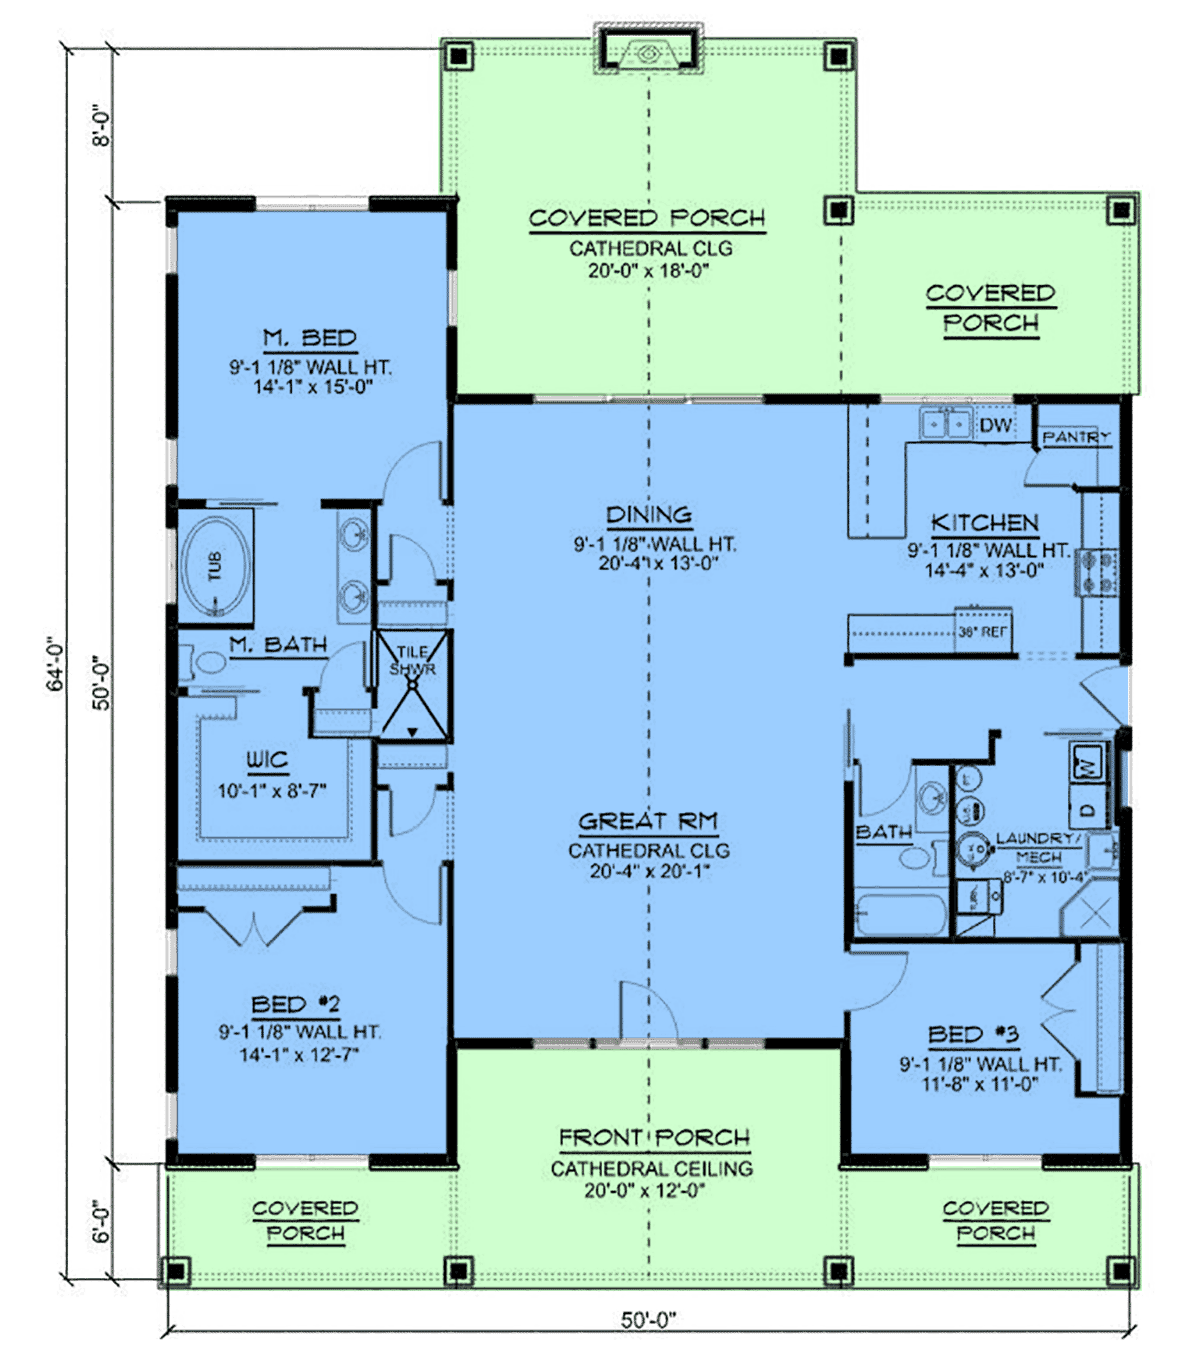 8'-0"
COVERED PORCH
CATHEDRAL CLG
20'-0" x 18'-0"
COVERED
PORCH
M. BED
9'-1 1/8" WALL HT.
14'-1" x 15'-0"
DW
PANTRY
DINING
9'-1 1/8" WALL HT.
20'-4" x 13'-0"
KITCHEN
9'-1 1/8" WALL HT.
14'-4" x 13'-0"
TUB
36" REF
M. BATH
TILE
SHWR
64'-0"
50'-0"
WIC
10'-1" x 8'-7"
W
D
GREAT RM
CATHEDRAL CLG
20'-4" x 20'-1"
BATH
LAUNDRY/
MECH
8'-7" x 10'-4"
BED #2
9'-1 1/8" WALL HT.
14'-1" x 12'-7"
BED #3
9'-1 1/8" WALL HT.
11'-8" x 11'-0"
FRONT PORCH
CATHEDRAL CEILING
20'-0" x 12'-0"
6'-0"
COVERED
PORCH
COVERED
PORCH
50'-0"